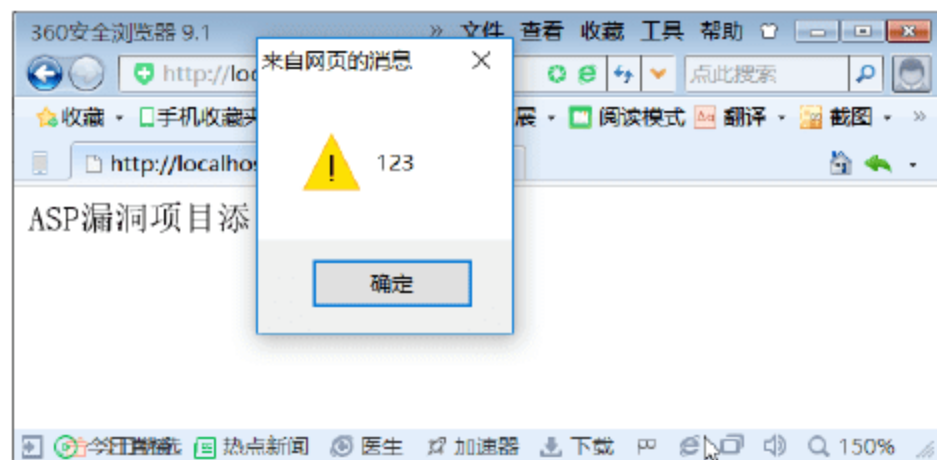 360安全浏览器 9.1
» 文件 查看 收藏 工具 帮助
来自网页的消息
http://loc
点此搜索
收藏 手机收藏夹
展 阅读模式 翻译 截图 »
http://localhos
123
ASP漏洞项目添
确定
热点新闻 医生 加速器 下载 150%